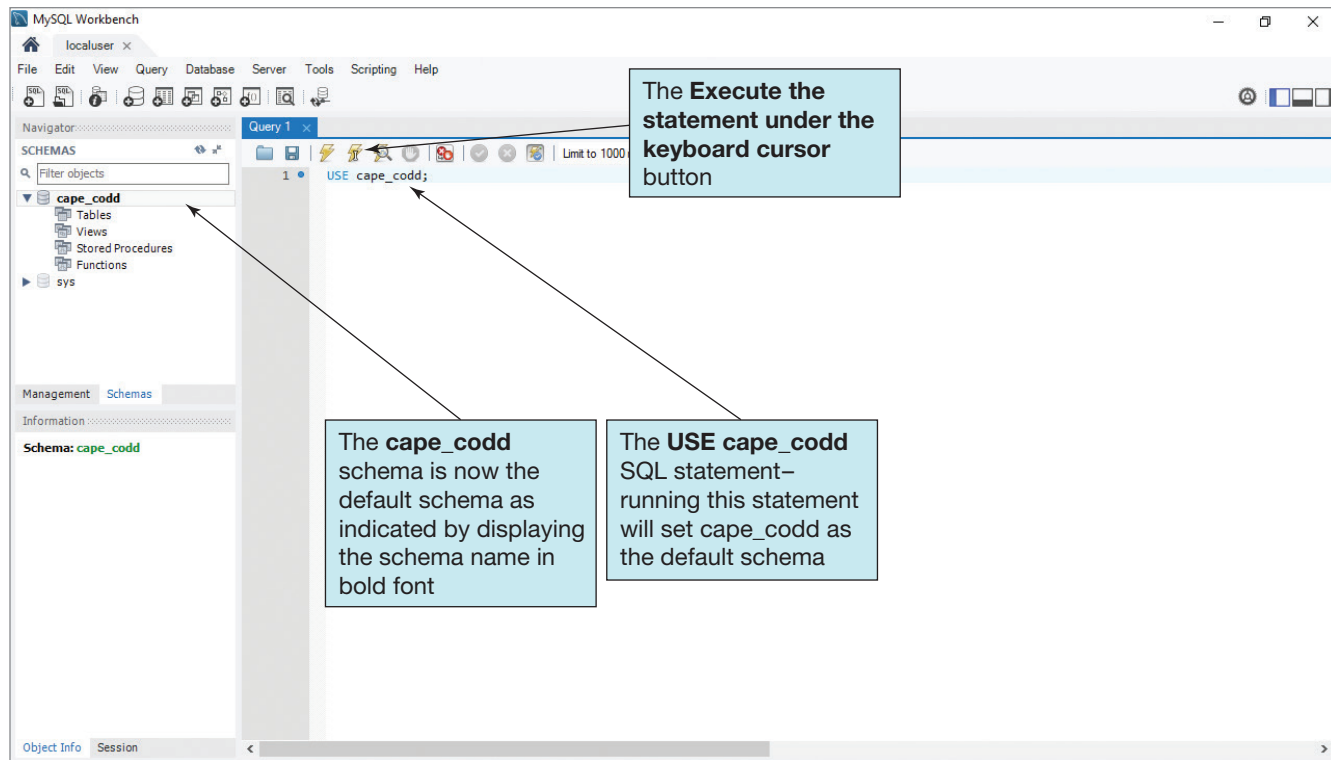 MySQL Workbench
localuser
File Edit View Query Database Server Tools Scripting Help
Navigator
SCHEMAS
Filter objects
cape_codd
Tables
Views
Stored Procedures
Functions
sys
Management Schemas
Information
Schema: cape_codd
Object Info Session
Query 1
Limit to 1000
1 USE cape_codd;
The Execute the
statement under the
keyboard cursor
button
The cape_codd
schema is now the
default schema as
indicated by displaying
the schema name in
bold font
The USE cape_codd
SQL statement–
running this statement
will set cape_codd as
the default schema